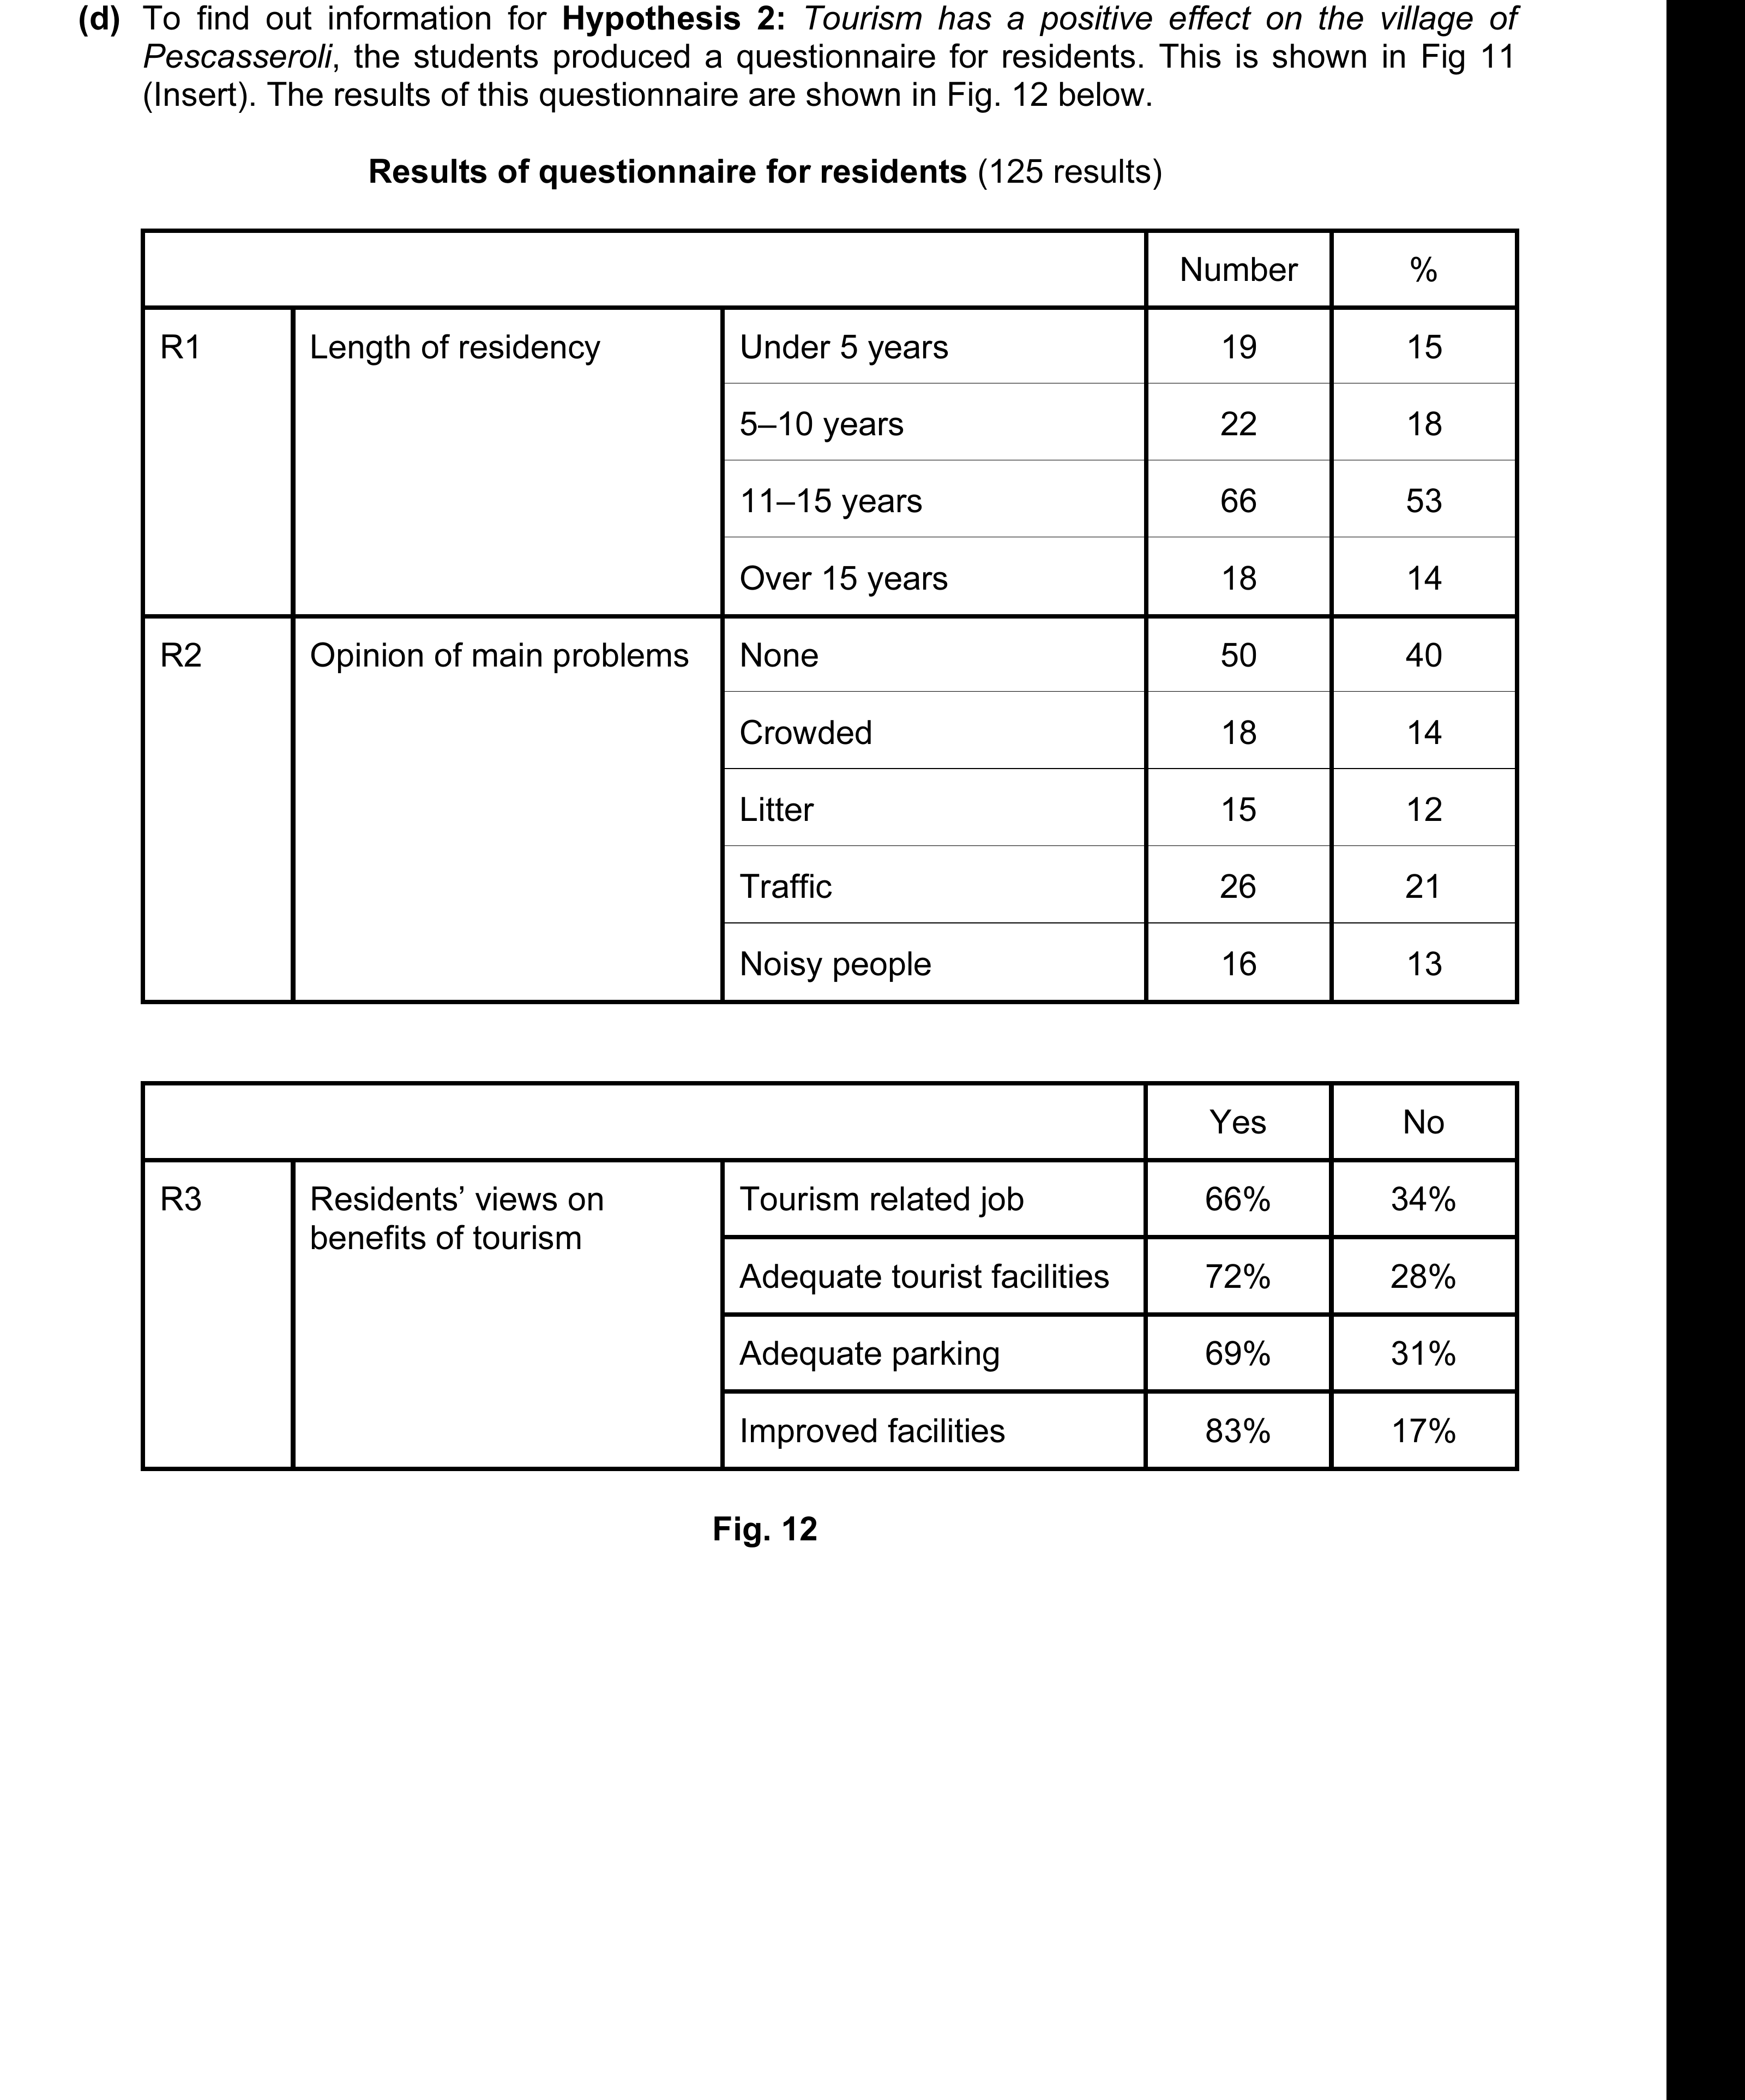 (d) To find out information for Hypothesis 2: Tourism has a positive effect on the village of
Pescasseroli, the students produced a questionnaire for residents. This is shown in Fig 11
(Insert). The results of this questionnaire are shown in Fig. 12 below.
Results of questionnaire for residents (125 results)
Number %
R1 Length of residency Under 5 years 19 15
5–10 years 22 18
11–15 years 66 53
Over 15 years 18 14
R2 Opinion of main problems None 50 40
Crowded 18 14
Litter 15 12
Traffic 26 21
Noisy people 16 13
Yes No
R3 Residents’ views on Tourism related job 66% 34%
benefits of tourism
Adequate tourist facilities 72% 28%
Adequate parking 69% 31%
Improved facilities 83% 17%
Fig. 12